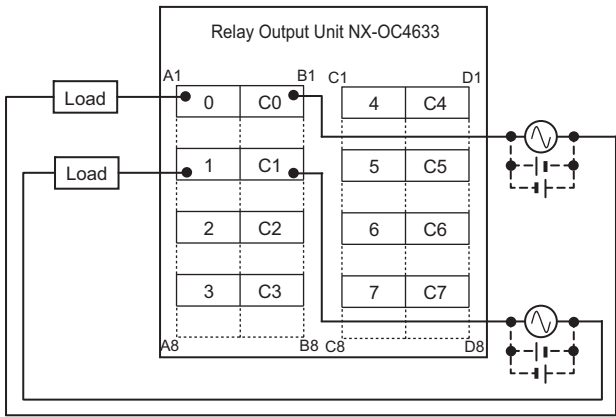 Relay Output Unit NX-OC4633
A1 B1 C1 D1
Load 0 C0 4 C4
Load 1 C1 5 C5
2 C2 6 C6
3 C3 7 C7
A8 B8 C8 D8